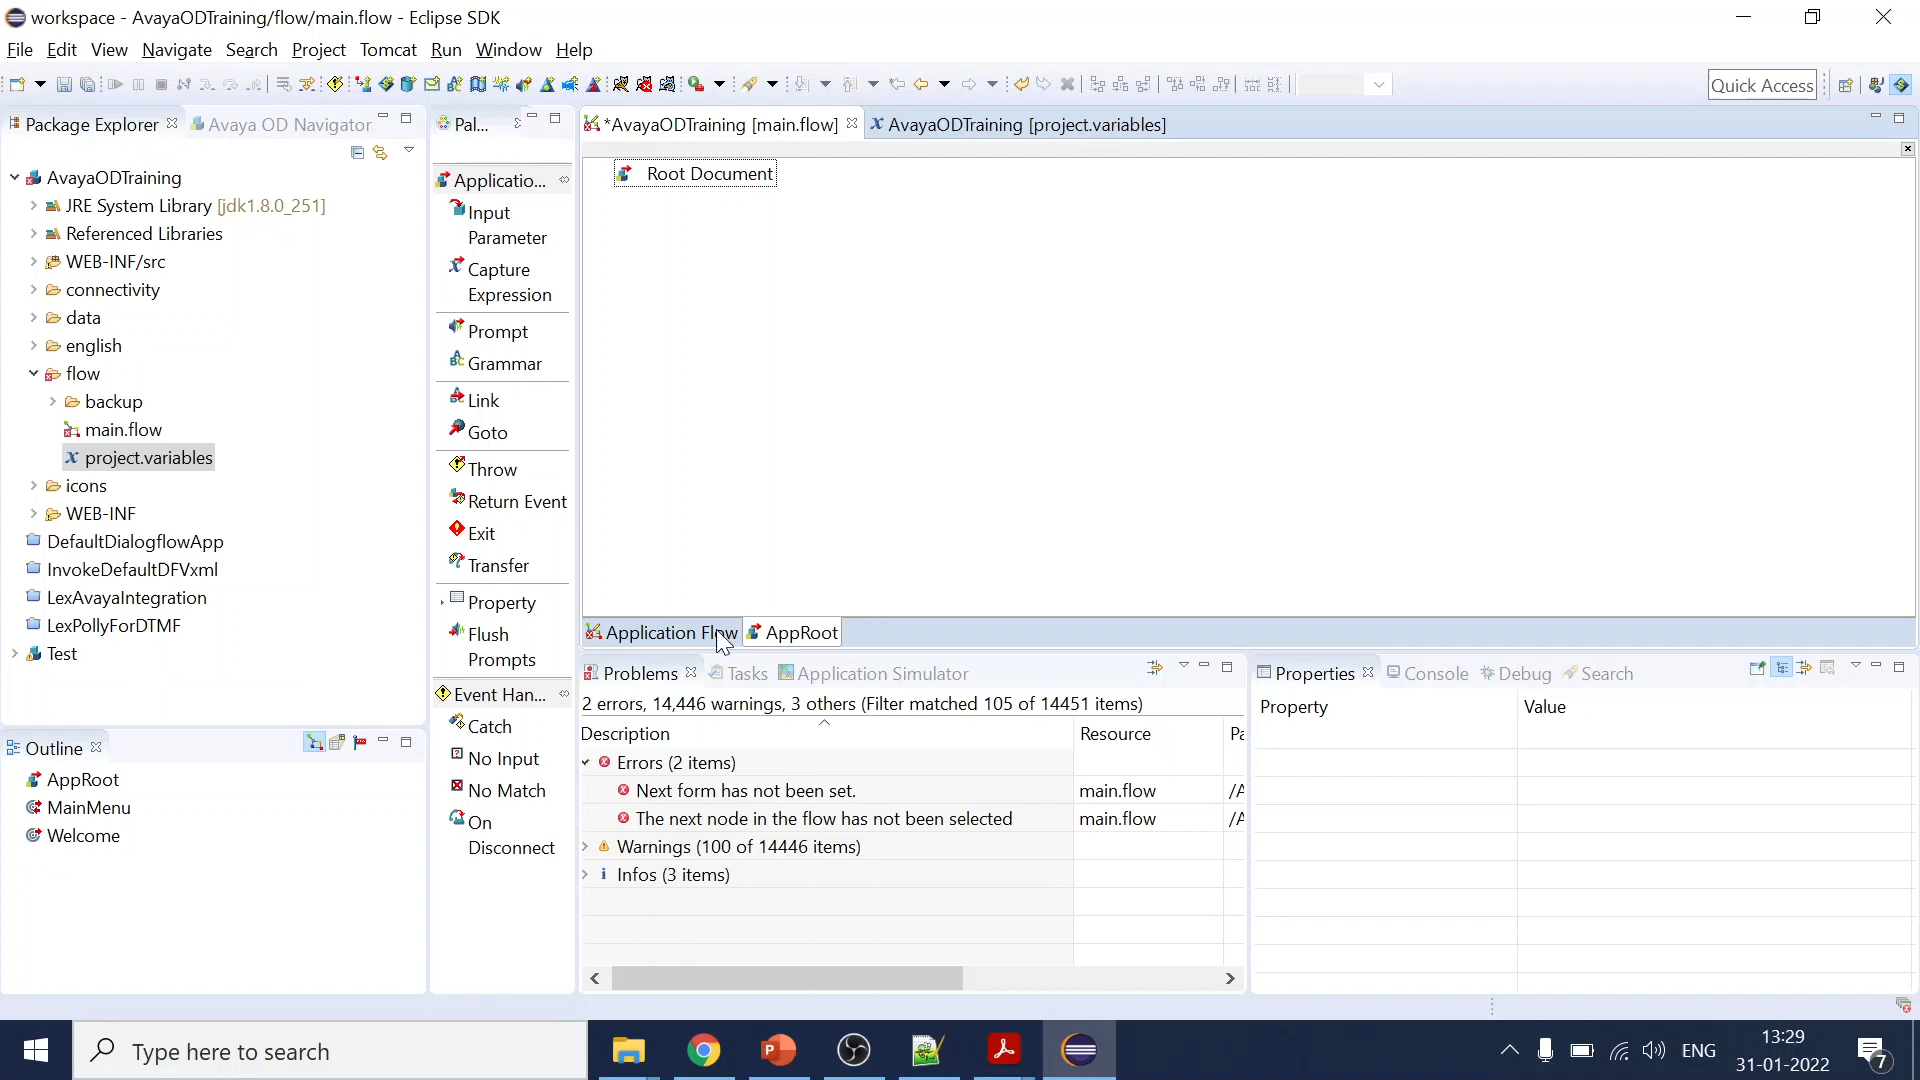 workspace - AvayaODTraining/flow/main.flow - Eclipse SDK
File Edit View Navigate Search Project Tomcat Run Window Help
Quick Access
Package Explorer
Avaya OD Navigator
AvayaODTraining
JRE System Library [jdk1.8.0_251]
Referenced Libraries
WEB-INF/src
connectivity
data
english
flow
backup
main.flow
project.variables
icons
WEB-INF
DefaultDialogflowApp
InvokeDefaultDFVxml
LexAvayaIntegration
LexPollyForDTMF
Test
Outline
AppRoot
MainMenu
Welcome
Pal...
Applicatio...
Input
Parameter
Capture
Expression
Prompt
Grammar
Link
Goto
Throw
Return Event
Exit
Transfer
Property
Flush
Prompts
Event Han...
Catch
No Input
No Match
On
Disconnect
*AvayaODTraining [main.flow]
AvayaODTraining [project.variables]
Root Document
Application Flow
AppRoot
Problems
Tasks
Application Simulator
2 errors, 14,446 warnings, 3 others (Filter matched 105 of 14451 items)
Description Resource Pa
Errors (2 items)
Next form has not been set. main.flow /A
The next node in the flow has not been selected main.flow /A
Warnings (100 of 14446 items)
Infos (3 items)
Properties
Console
Debug
Search
Property Value
Type here to search
ENG
13:29
31-01-2022
7